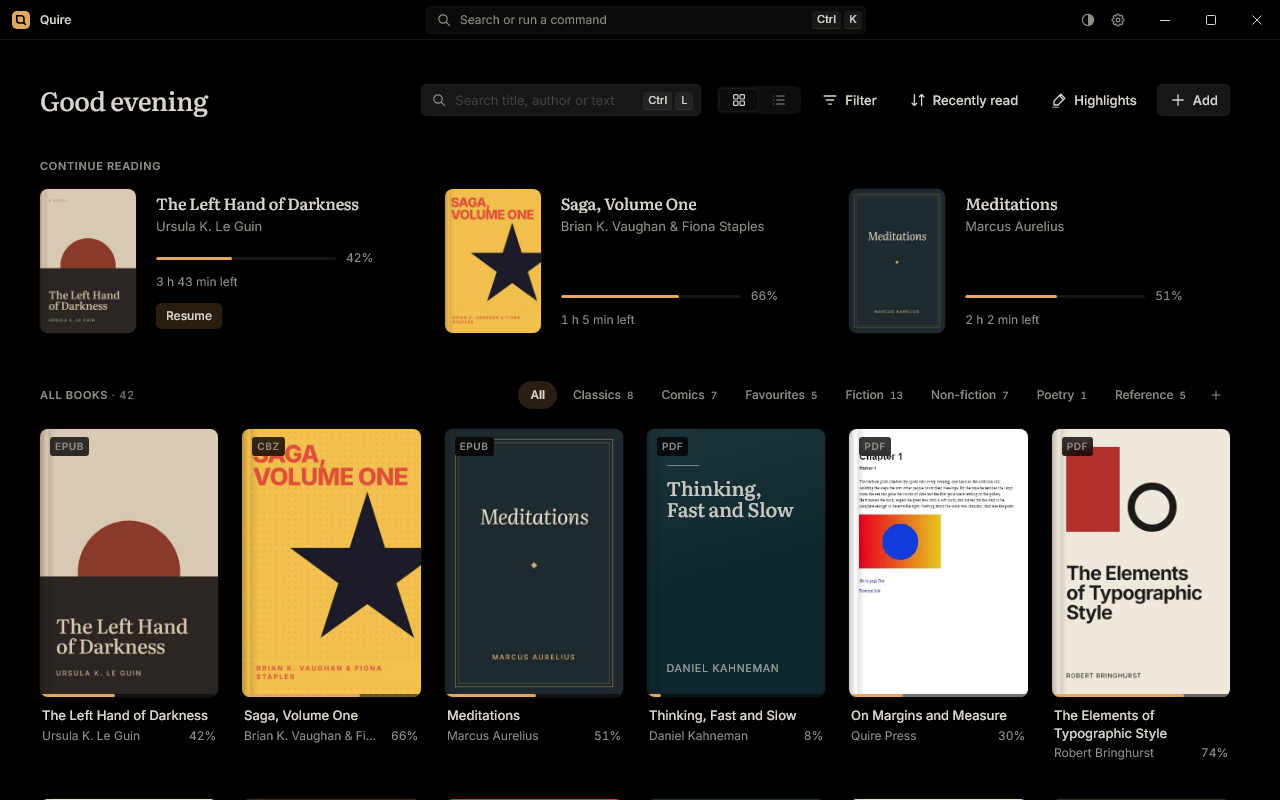 Quire
Search or run a command
Ctrl K
Good evening
Search title, author or text
Ctrl L
Filter
Recently read
Highlights
Add
CONTINUE READING
A NOVEL
The Left Hand
of Darkness
URSULA K. LE GUIN
The Left Hand of Darkness
Ursula K. Le Guin
42%
3 h 43 min left
Resume
SAGA,
VOLUME ONE
BRIAN K. VAUGHAN & FIONA
STAPLES
Saga, Volume One
Brian K. Vaughan & Fiona Staples
66%
1 h 5 min left
Meditations
MARCUS AURELIUS
Meditations
Marcus Aurelius
51%
2 h 2 min left
ALL BOOKS · 42
All
Classics 8
Comics 7
Favourites 5
Fiction 13
Non-fiction 7
Poetry 1
Reference 5
EPUB
The Left Hand
of Darkness
URSULA K. LE GUIN
The Left Hand of Darkness
Ursula K. Le Guin 42%
CBZ
SAGA,
VOLUME ONE
BRIAN K. VAUGHAN & FIONA
STAPLES
Saga, Volume One
Brian K. Vaughan & Fi... 66%
EPUB
Meditations
MARCUS AURELIUS
Meditations
Marcus Aurelius 51%
PDF
Thinking,
Fast and Slow
DANIEL KAHNEMAN
Thinking, Fast and Slow
Daniel Kahneman 8%
PDF
Chapter 1
On Margins and Measure
Quire Press 30%
PDF
The Elements
of Typographic
Style
ROBERT BRINGHURST
The Elements of
Typographic Style
Robert Bringhurst 74%